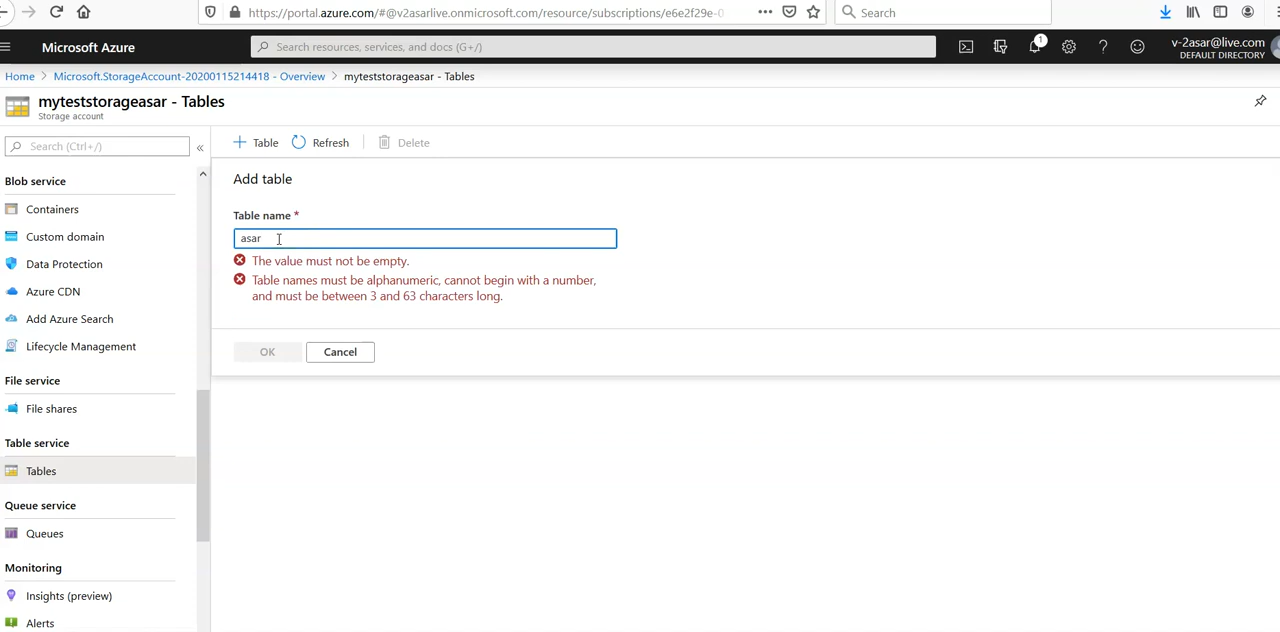 https://portal.azure.com/#@v2asarlive.onmicrosoft.com/resource/subscriptions/e6e2f29e-0
Search
Microsoft Azure
Search resources, services, and docs (G+/)
1
v-2asar@live.com
DEFAULT DIRECTORY
Home > Microsoft.StorageAccount-20200115214418 - Overview > myteststorageasar - Tables
myteststorageasar - Tables
Storage account
Search (Ctrl+/)
«
Table
Refresh
Delete
Add table
Table name *
asar
The value must not be empty.
Table names must be alphanumeric, cannot begin with a number,
and must be between 3 and 63 characters long.
OK
Cancel
Blob service
Containers
Custom domain
Data Protection
Azure CDN
Add Azure Search
Lifecycle Management
File service
File shares
Table service
Tables
Queue service
Queues
Monitoring
Insights (preview)
Alerts